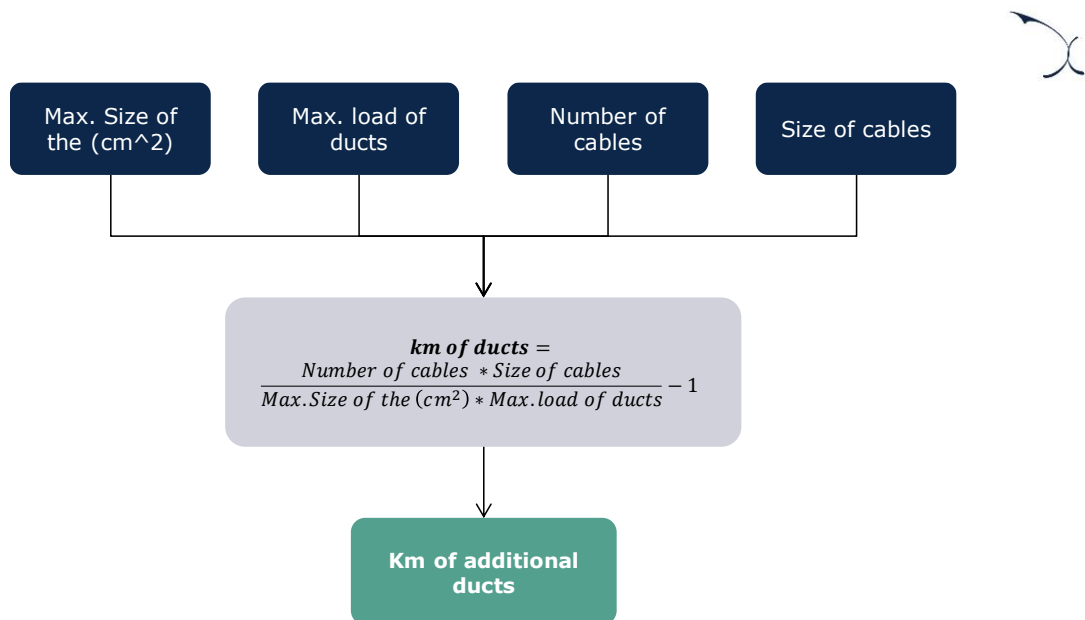 Max. Size of
the (cm^2)
Max. load of
ducts
Number of
cables
Size of cables
km of ducts =
Number of cables * Size of cables
Max.Size of the (cm²) * Max.load of ducts
− 1
Km of additional
ducts